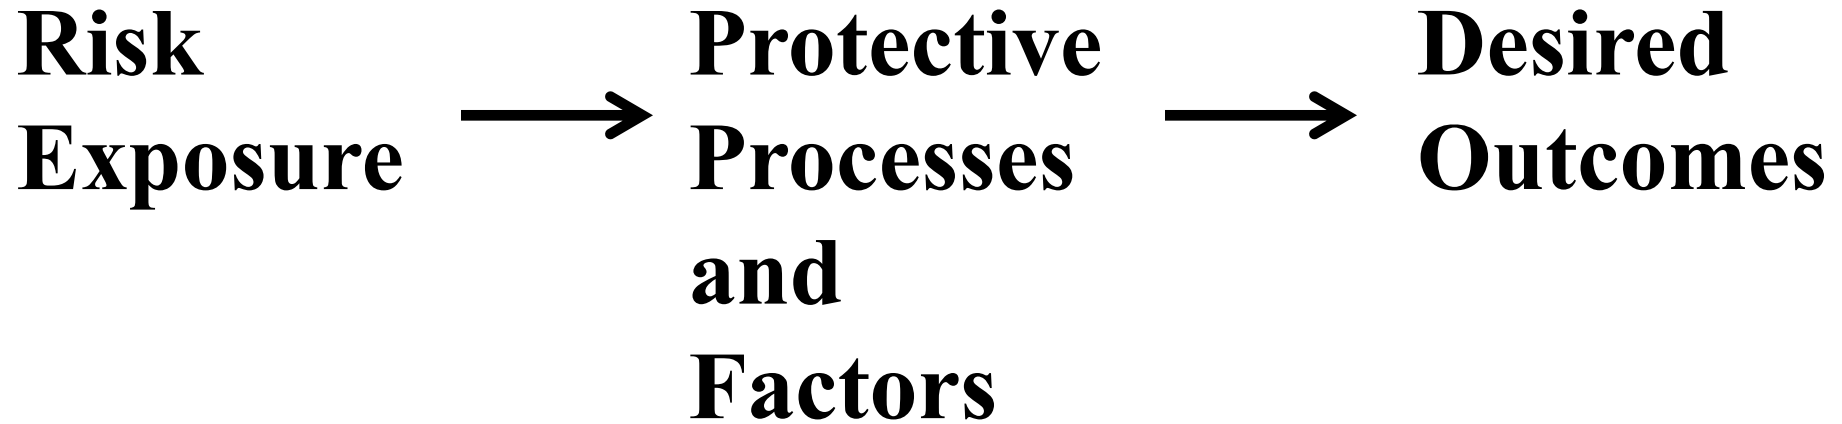 Risk
Exposure
Protective
Processes
and
Factors
Desired
Outcomes